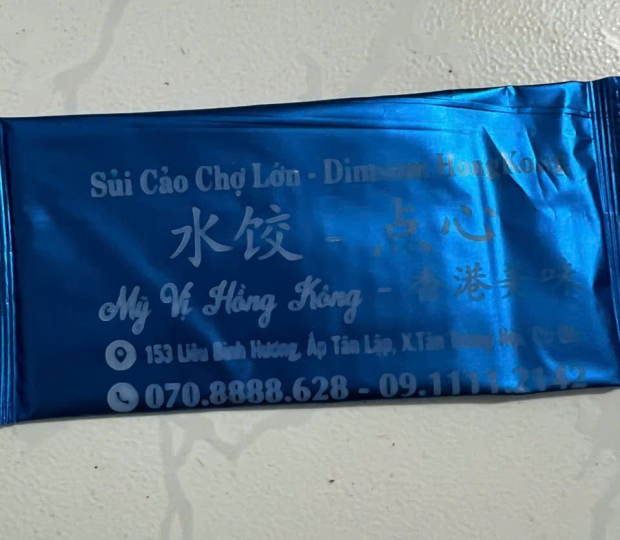 Sủi Cảo Chợ Lớn - Dimsum HongKong
水饺 - 点心
Mỹ Vị Hồng Kông - 香港美味
153 Liêu Bình Hương, Ấp Tân Lập, X.Tân
070.8888.628 - 09.1111.2142